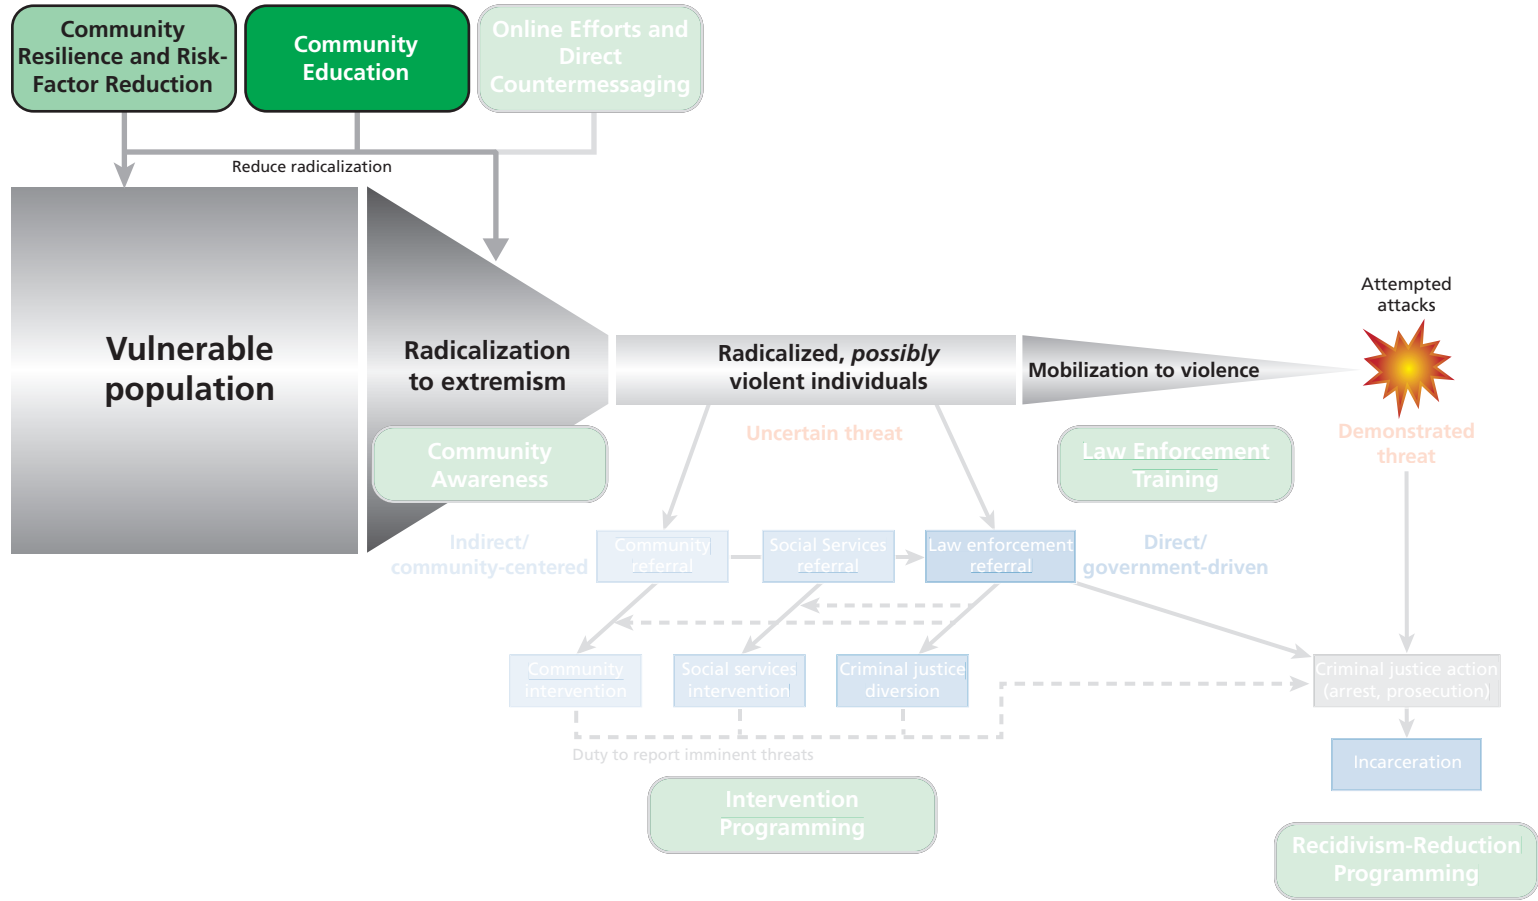 Community
Resilience and Risk-
Factor Reduction
Community
Education
Online Efforts and
Direct
Countermessaging
Reduce radicalization
Vulnerable
population
Radicalization
to extremism
Radicalized, possibly
violent individuals
Mobilization to violence
Attempted
attacks
Uncertain threat
Demonstrated
threat
Community
Awareness
Law Enforcement
Training
Indirect/
community-centered
Community
referral
Social Services
referral
Law enforcement
referral
Direct/
government-driven
Community
intervention
Social services
intervention
Criminal justice
diversion
Criminal justice action
(arrest, prosecution)
Duty to report imminent threats
Incarceration
Intervention
Programming
Recidivism-Reduction
Programming